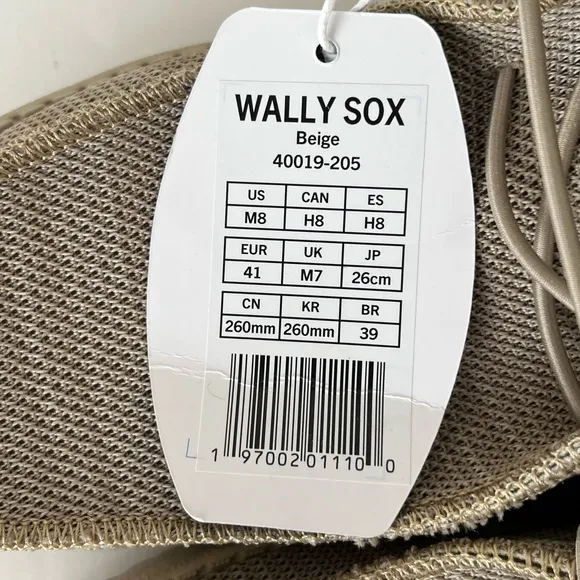 WALLY SOX
Beige
40019-205
US CAN ES
M8 H8 H8
EUR UK JP
41 M7 26cm
CN KR BR
260mm 260mm 39
1 97002 01110 0